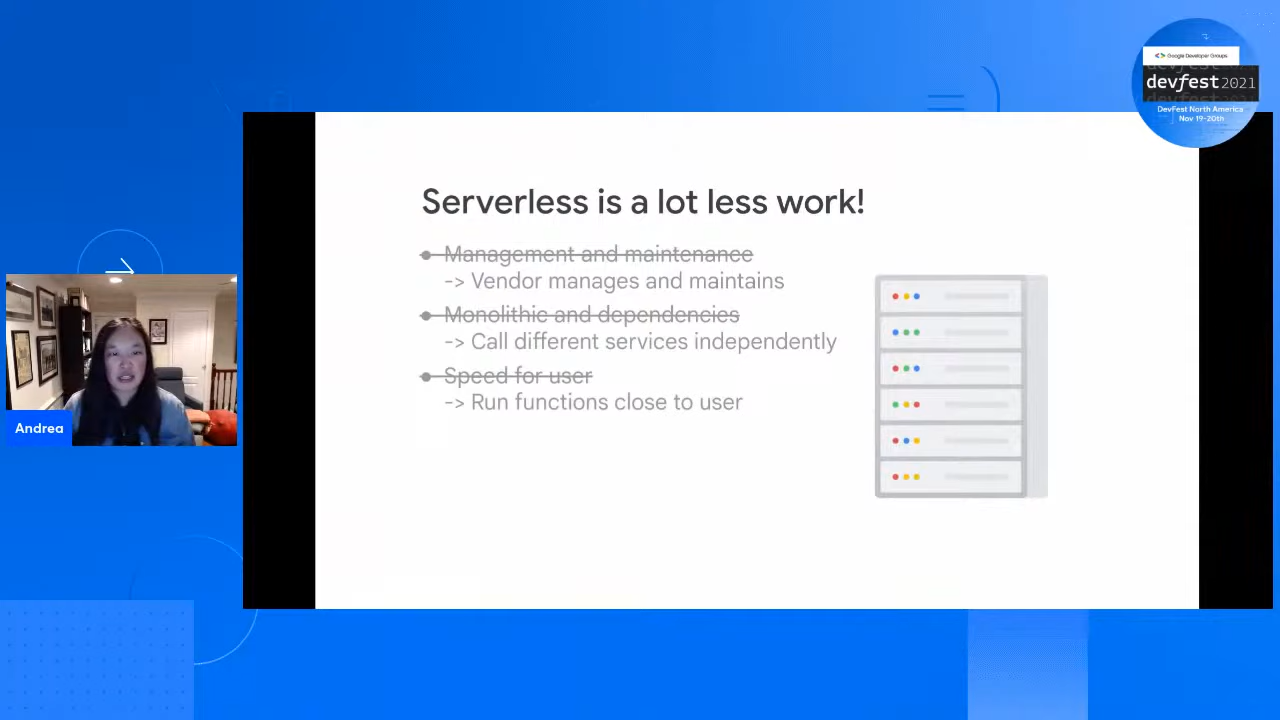 Google Developer Groups
devfest 2021
DevFest North America
Nov 19-20th
Serverless is a lot less work!
● Management and maintenance
-> Vendor manages and maintains
● Monolithic and dependencies
-> Call different services independently
● Speed for user
-> Run functions close to user
Andrea